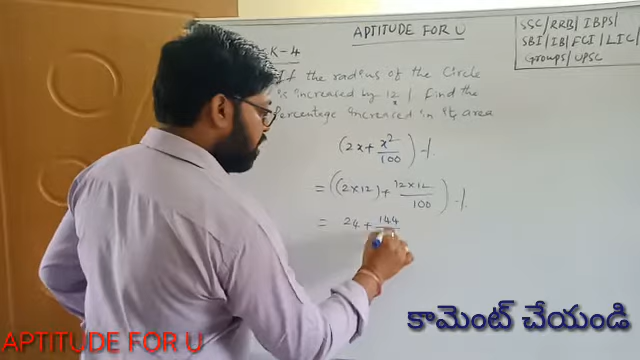 APTITUDE FOR U
SSC/RRB/IBPS/
SBI/IB/FCI/LIC/
Groups/UPSC
K-4
If the radius of the Circle
is increased by 12% find the
Percentage increased in its area
(2x + x²/100) %
= ((2×12) + 12×12/100) %
= 24 + 144
కామెంట్ చేయండి
APTITUDE FOR U